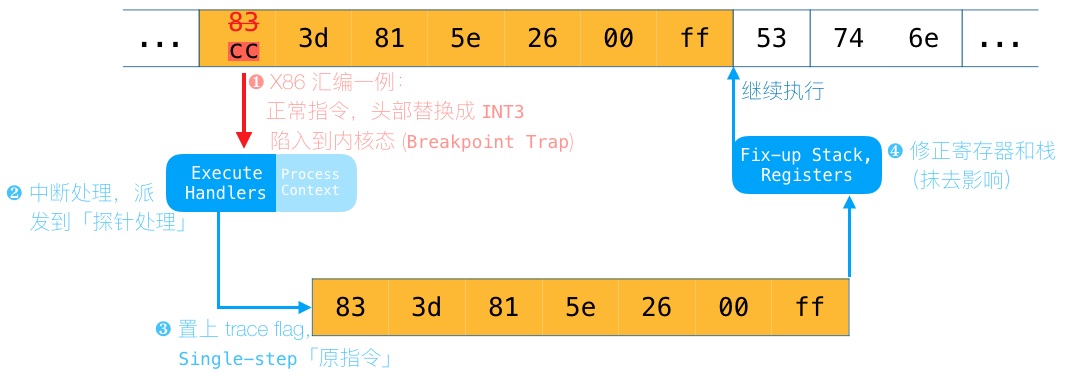 83
... cc 3d 81 5e 26 00 ff 53 74 6e ...
❶ X86 汇编一例：
正常指令，头部替换成 INT3
陷入到内核态 (Breakpoint Trap)
继续执行
Execute
Handlers
Process
Context
Fix-up Stack,
Registers
❹ 修正寄存器和栈
（抹去影响）
❷ 中断处理，派
发到「探针处理」
83 3d 81 5e 26 00 ff
❸ 置上 trace flag,
Single-step「原指令」